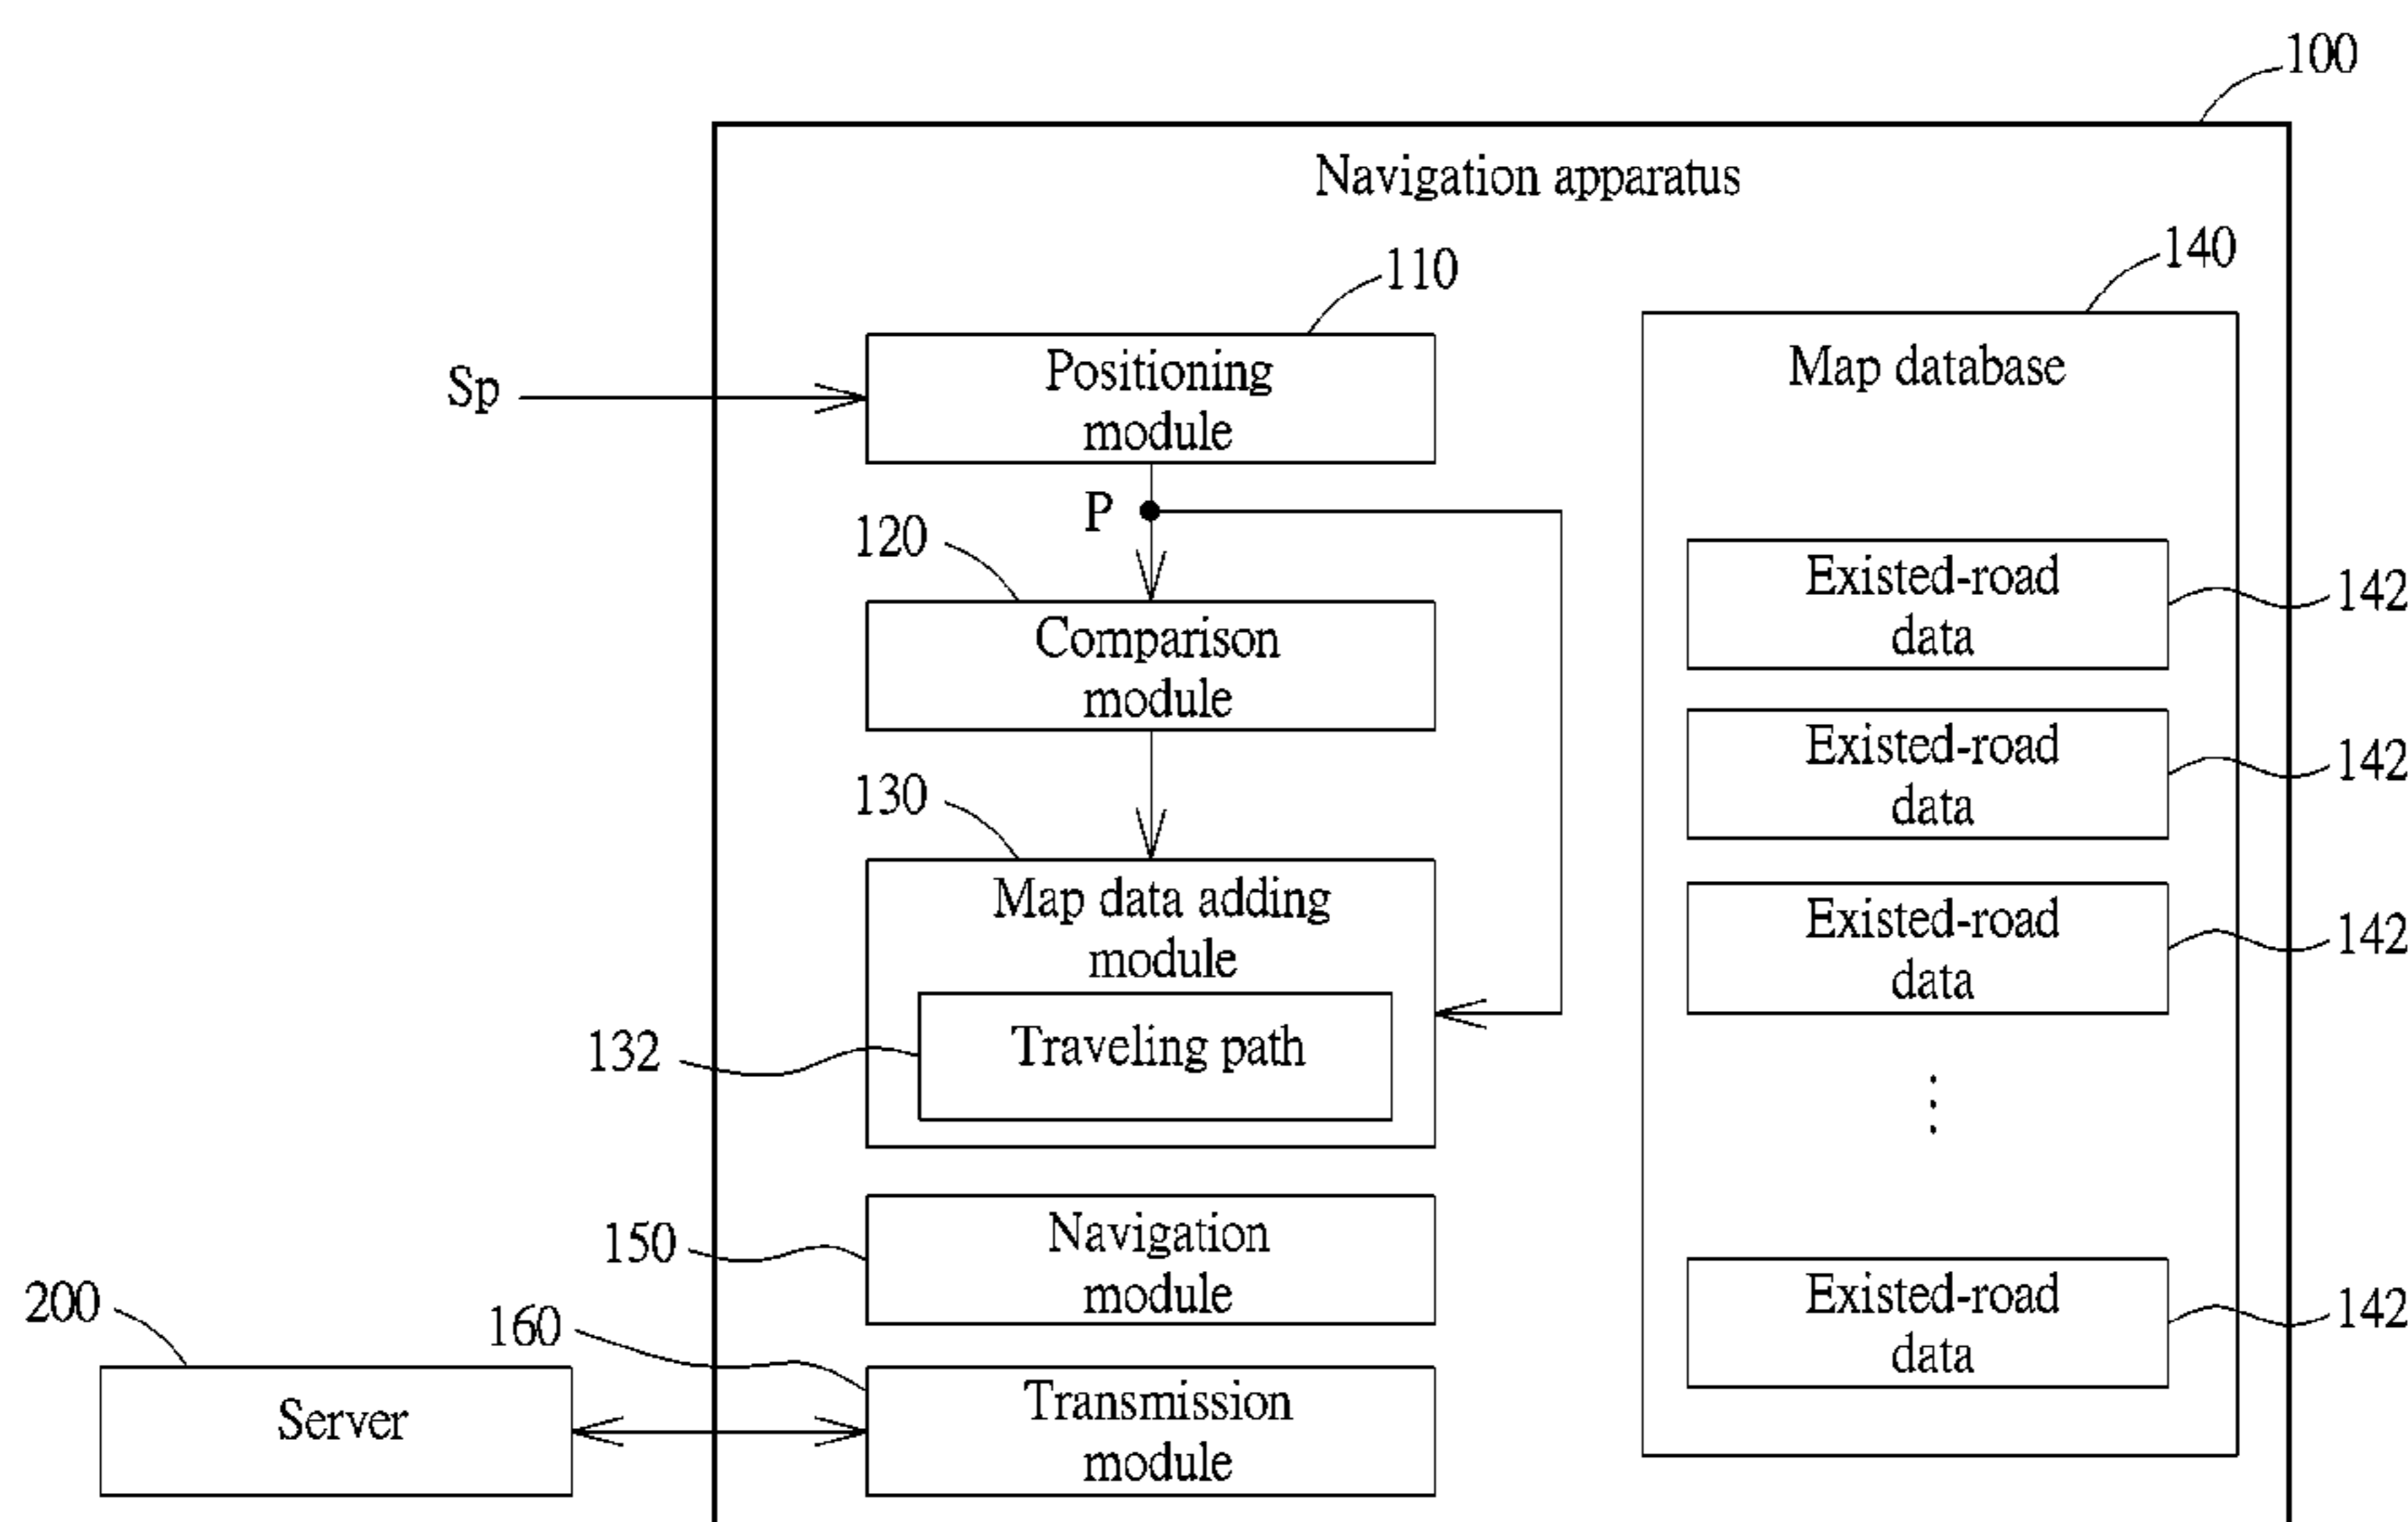 100
Navigation apparatus
110
140
Sp
Positioning
module
Map database
P
120
Comparison
module
Existed-road
data
142
Existed-road
data
142
130
Map data adding
module
Existed-road
data
142
132
Traveling path
150
Navigation
module
200
160
Server
Transmission
module
Existed-road
data
142